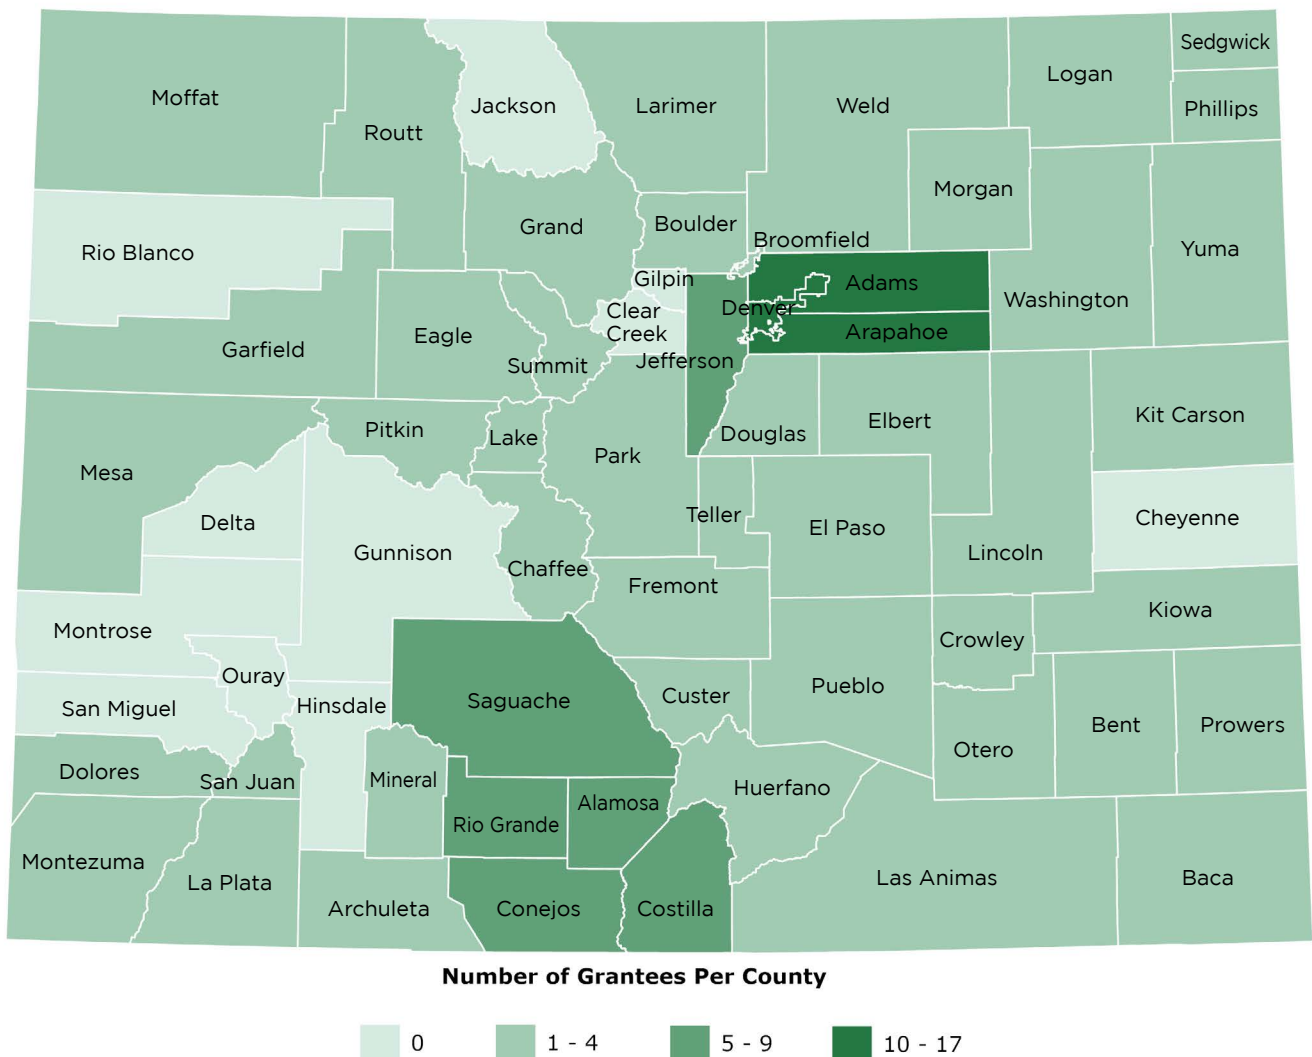 Sedgwick
Logan
Moffat
Jackson
Larimer
Weld
Phillips
Routt
Morgan
Grand
Boulder
Broomfield
Rio Blanco
Yuma
Gilpin
Adams
Washington
Clear
Creek
Denver
Arapahoe
Eagle
Garfield
Summit
Jefferson
Kit Carson
Elbert
Pitkin
Lake
Douglas
Park
Mesa
Teller
Cheyenne
Delta
El Paso
Gunnison
Lincoln
Chaffee
Fremont
Kiowa
Montrose
Crowley
Ouray
Pueblo
Custer
Saguache
Hinsdale
San Miguel
Bent
Prowers
Otero
Dolores
San Juan
Mineral
Huerfano
Alamosa
Rio Grande
Montezuma
La Plata
Las Animas
Baca
Archuleta
Conejos
Costilla
Number of Grantees Per County
0
1 - 4
5 - 9
10 - 17